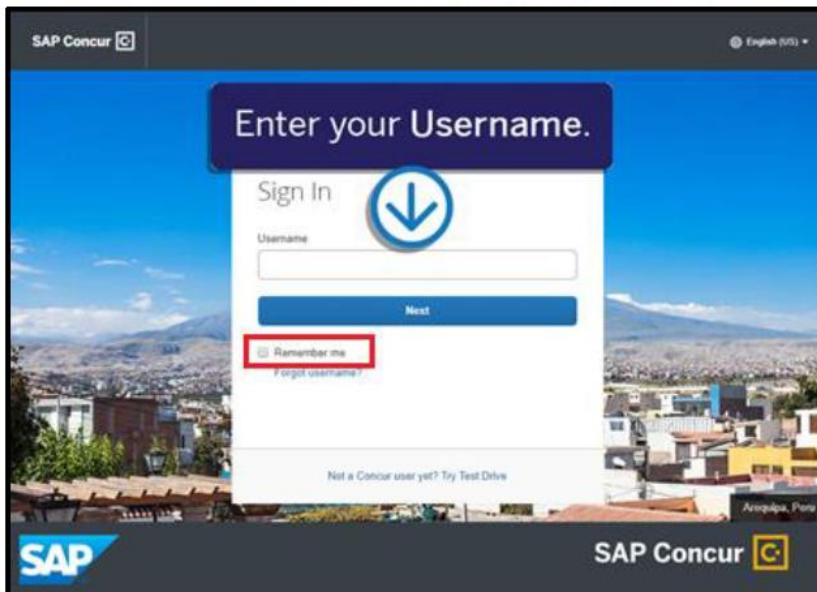 SAP Concur C
English (US)
Enter your Username.
Sign In
Username
Next
Remember me
Forgot username?
Not a Concur user yet? Try Test Drive
Arequipa, Peru
SAP
SAP Concur C